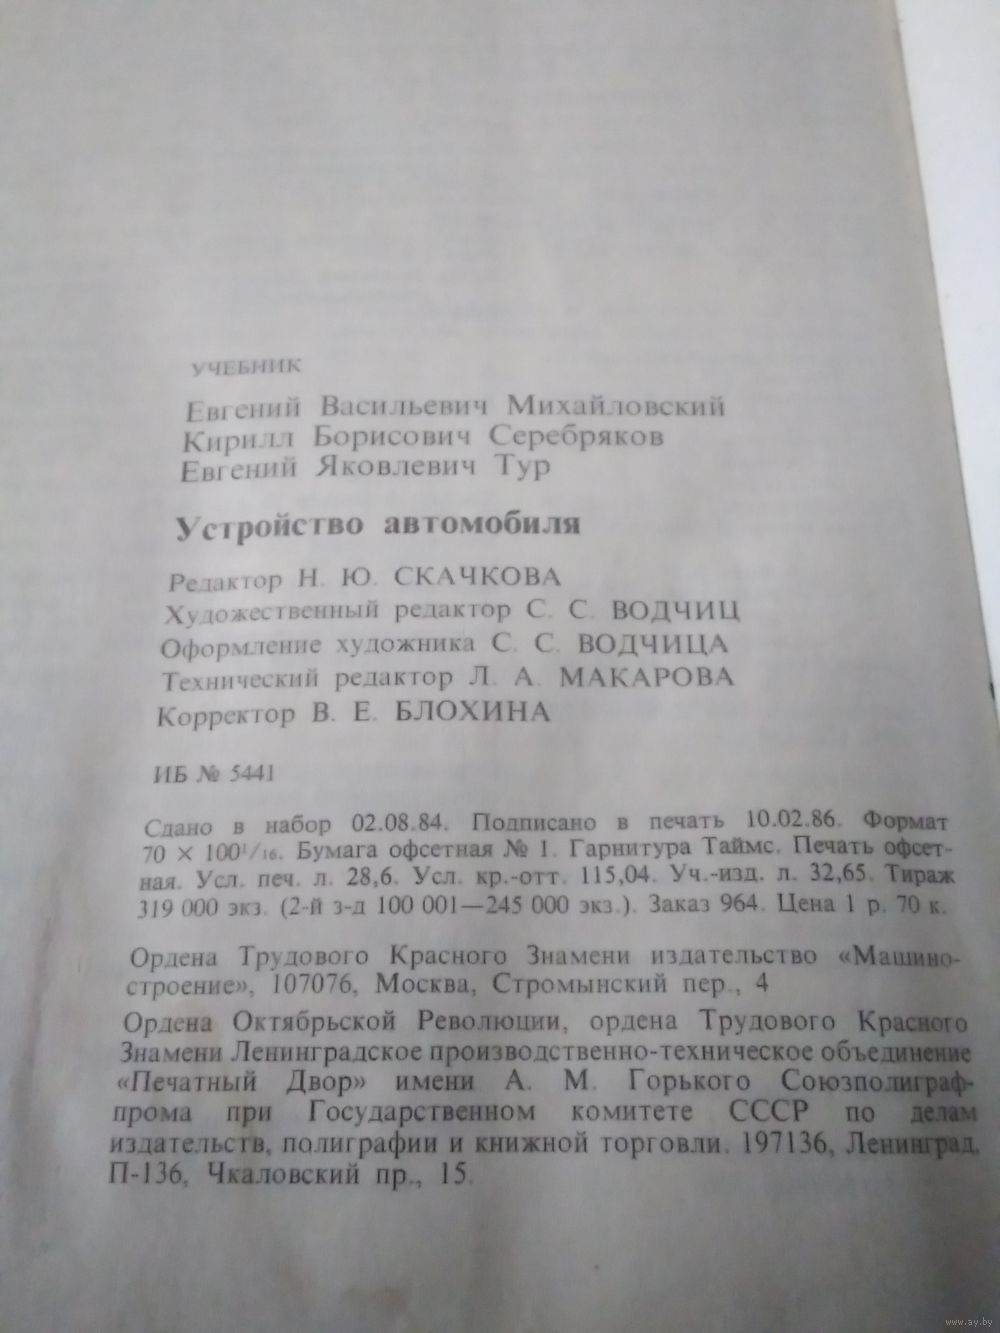 УЧЕБНИК
Евгений Васильевич Михайловский
Кирилл Борисович Серебряков
Евгений Яковлевич Тур
Устройство автомобиля
Редактор Н. Ю. СКАЧКОВА
Художественный редактор С. С. ВОДЧИЦ
Оформление художника С. С. ВОДЧИЦА
Технический редактор Л. А. МАКАРОВА
Корректор В. Е. БЛОХИНА
ИБ № 5441
Сдано в набор 02.08.84. Подписано в печать 10.02.86. Формат
70 × 100¹/₁₆. Бумага офсетная № 1. Гарнитура Таймс. Печать офсет-
ная. Усл. печ. л. 28,6. Усл. кр.-отт. 115,04. Уч.-изд. л. 32,65. Тираж
319 000 экз. (2-й з-д 100 001—245 000 экз.). Заказ 964. Цена 1 р. 70 к.
Ордена Трудового Красного Знамени издательство «Машино-
строение», 107076, Москва, Стромынский пер., 4
Ордена Октябрьской Революции, ордена Трудового Красного
Знамени Ленинградское производственно-техническое объединение
«Печатный Двор» имени А. М. Горького Союзполиграф-
прома при Государственном комитете СССР по делам
издательств, полиграфии и книжной торговли. 197136, Ленинград,
П-136, Чкаловский пр., 15.
www.ay.by